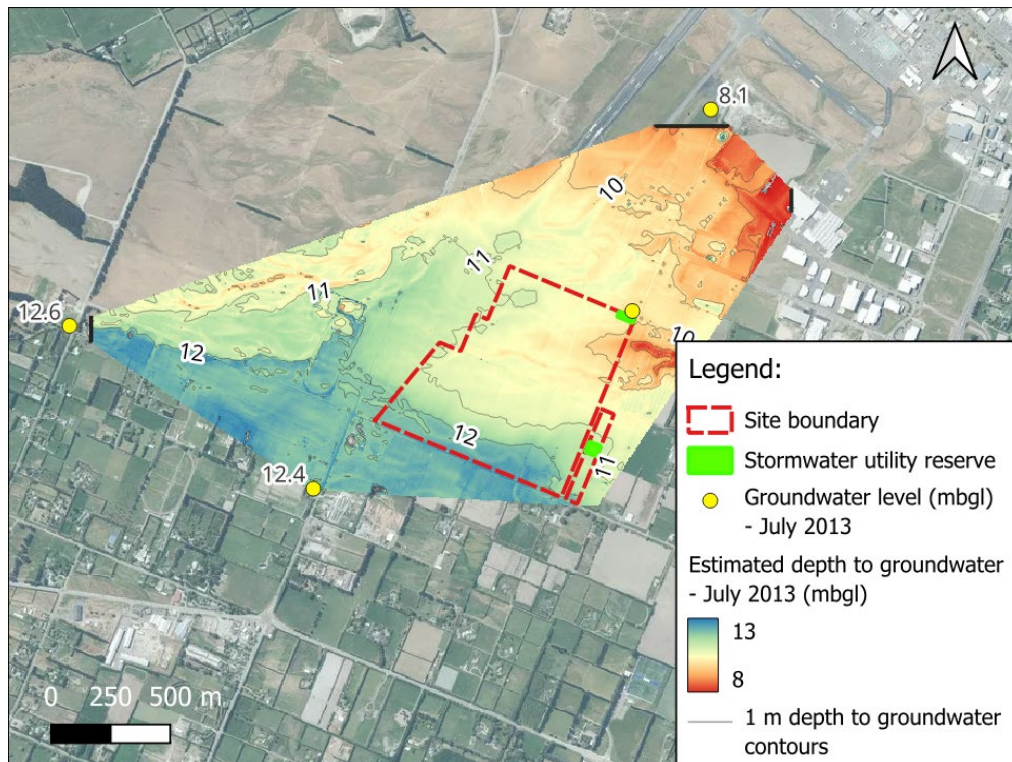 8.1
10
11
11
12.6
12
10
12
11
12.4
Legend:
Site boundary
Stormwater utility reserve
Groundwater level (mbgl)
- July 2013
Estimated depth to groundwater
- July 2013 (mbgl)
13
8
1 m depth to groundwater
contours
0 250 500 m